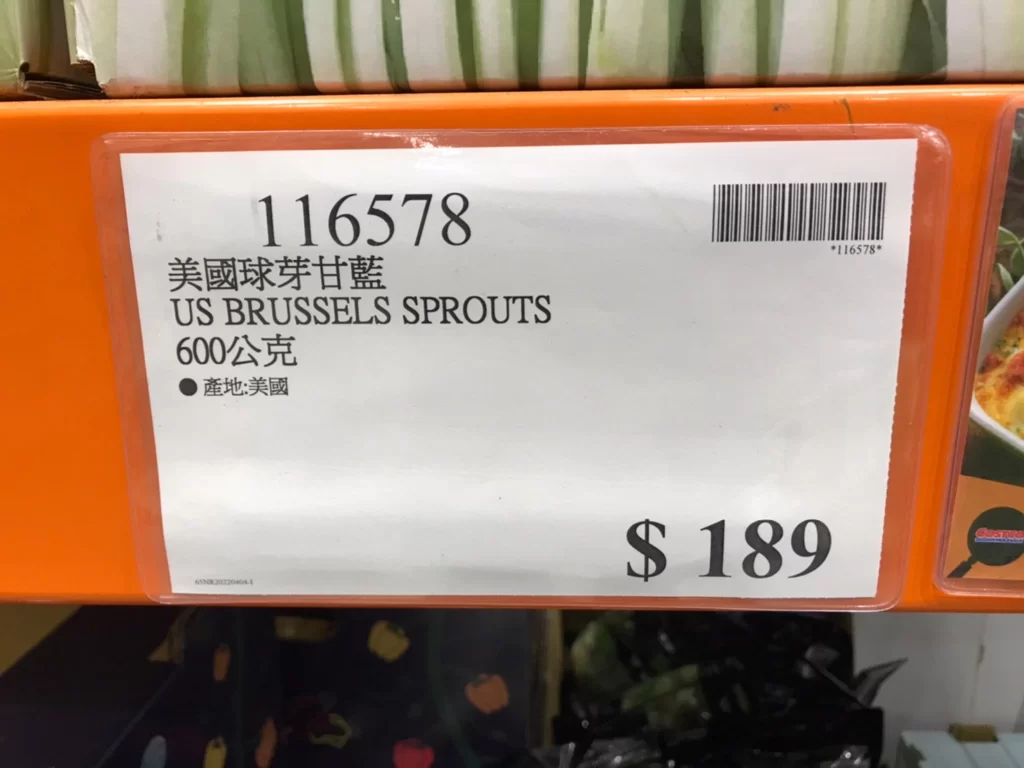 116578
*116578*
美國球芽甘藍
US BRUSSELS SPROUTS
600公克
● 產地:美國
$ 189